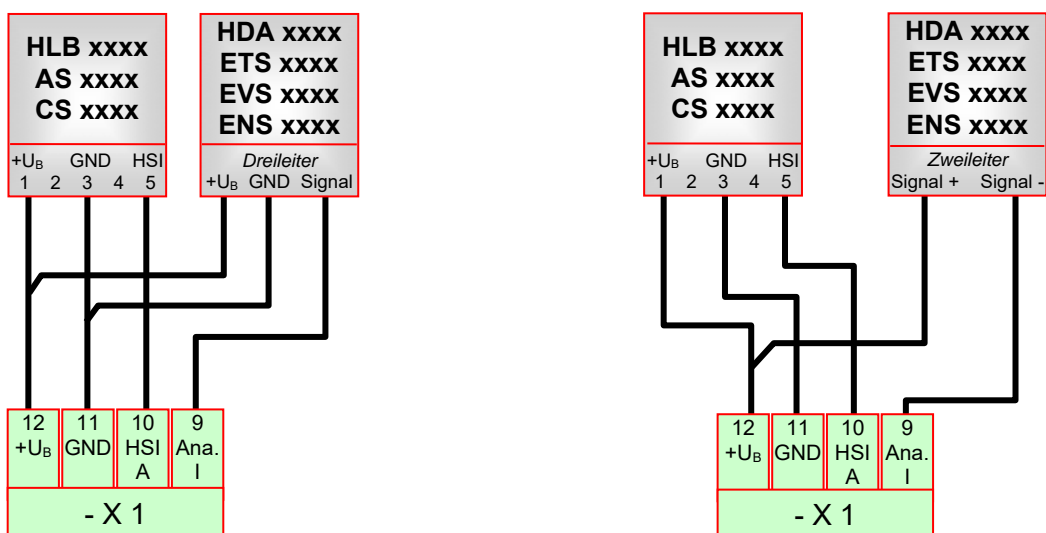 HLB xxxx
AS xxxx
CS xxxx
+UB GND HSI
1 2 3 4 5
HDA xxxx
ETS xxxx
EVS xxxx
ENS xxxx
Dreileiter
+UB GND Signal
12 11 10 9
+UB GND HSI Ana.
A I
- X 1
HLB xxxx
AS xxxx
CS xxxx
+UB GND HSI
1 2 3 4 5
HDA xxxx
ETS xxxx
EVS xxxx
ENS xxxx
Zweileiter
Signal + Signal -
12 11 10 9
+UB GND HSI Ana.
A I
- X 1